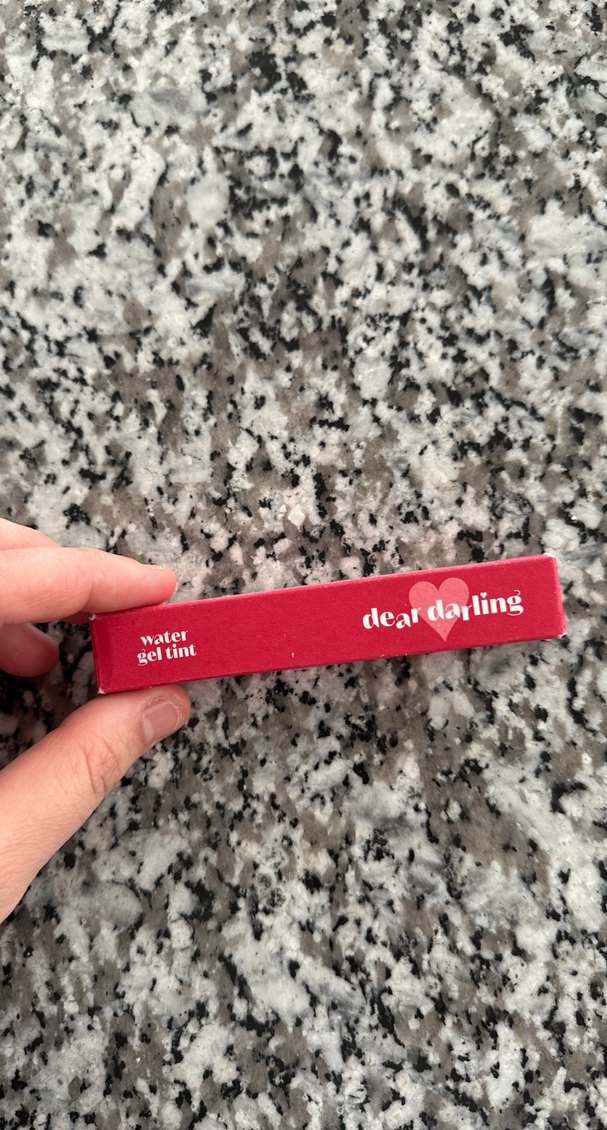 water
gel tint
dear darling